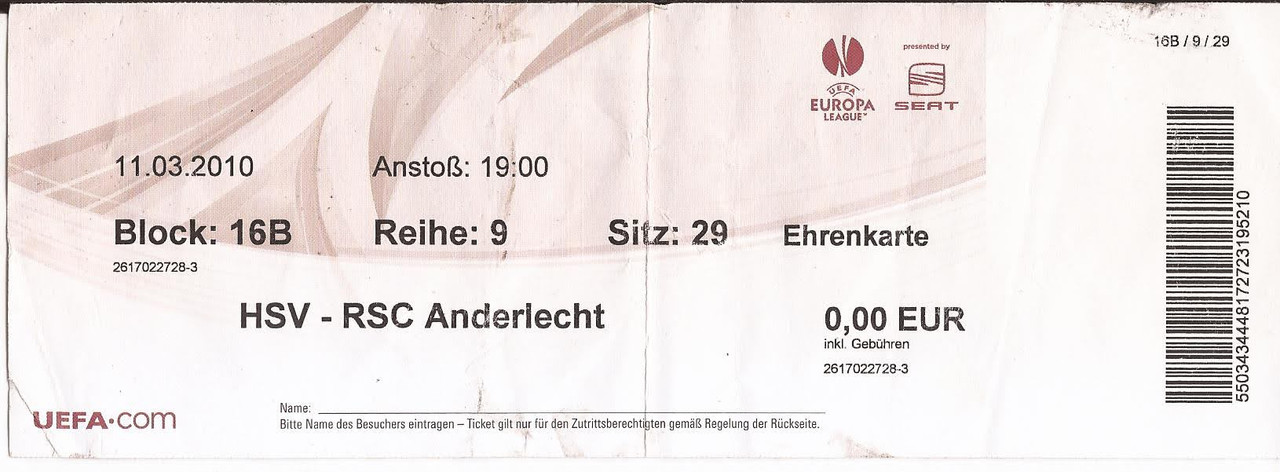 16B / 9 / 29
presented by
UEFA
EUROPA
LEAGUE™
SEAT
11.03.2010 Anstoß: 19:00
Block: 16B Reihe: 9 Sitz: 29 Ehrenkarte
2617022728-3
HSV - RSC Anderlecht 0,00 EUR
inkl. Gebühren
2617022728-3
5503434448172723195210
UEFA•com
Name:
Bitte Name des Besuchers eintragen – Ticket gilt nur für den Zutrittsberechtigten gemäß Regelung der Rückseite.